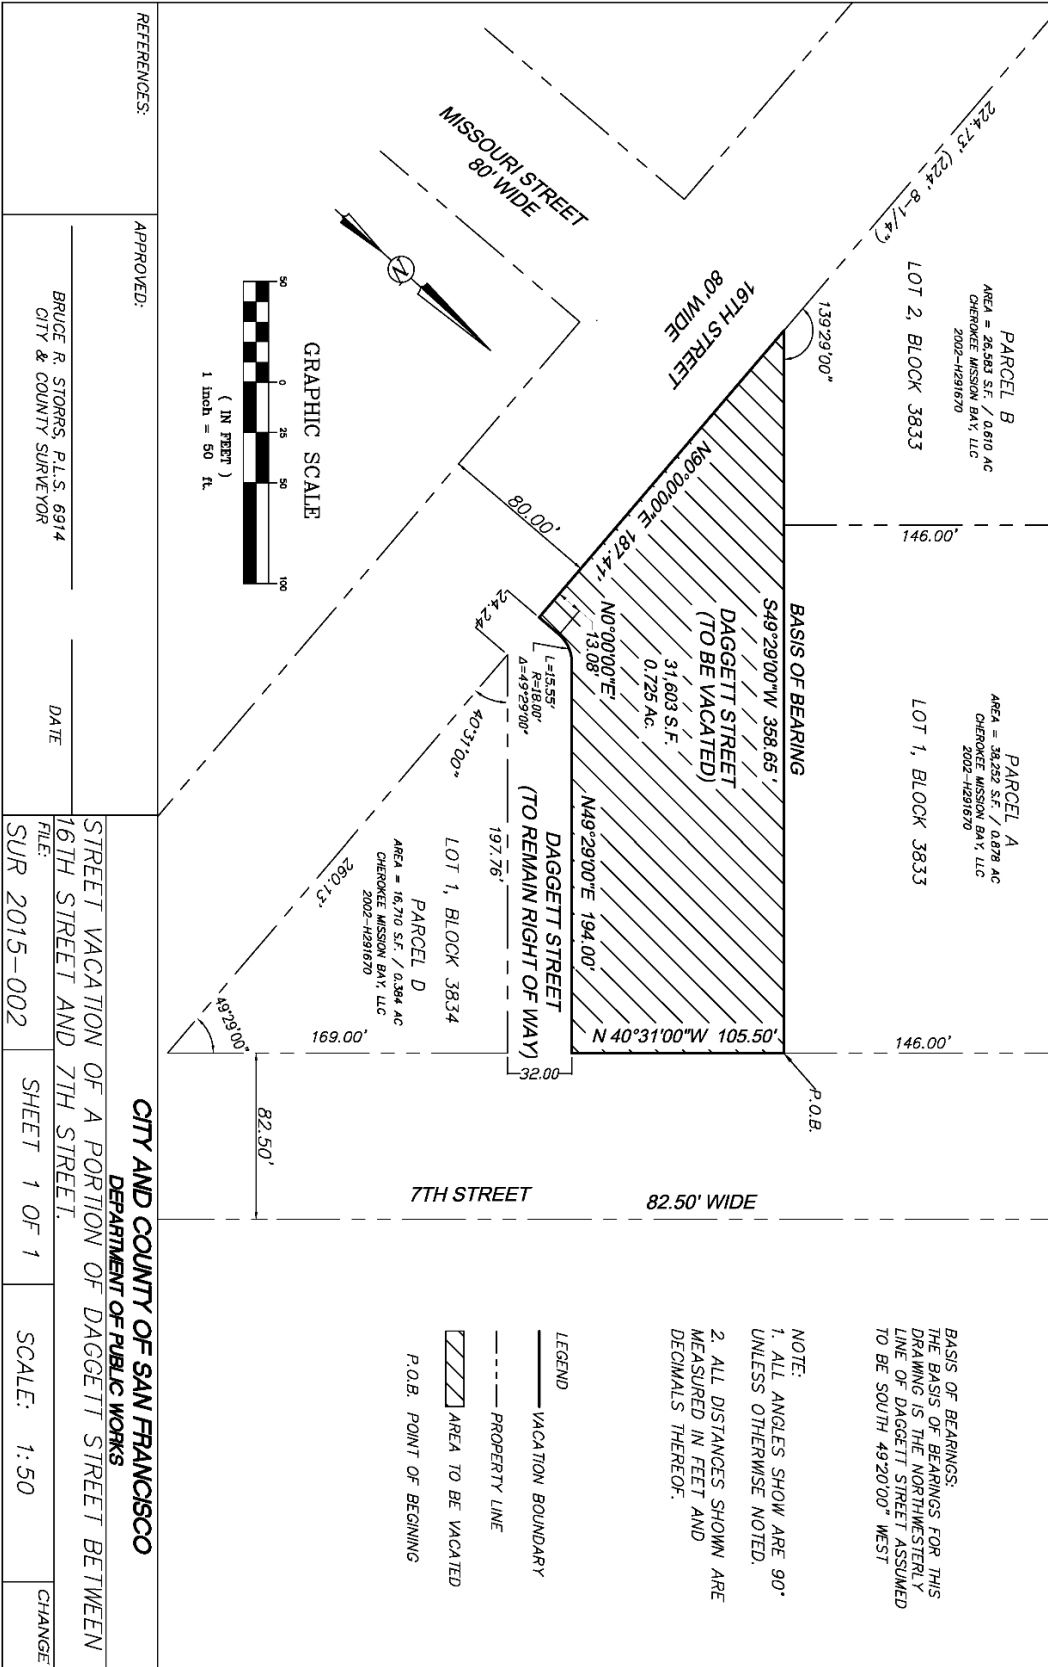 PARCEL B
AREA = 26,583 S.F. / 0.610 AC
CHEROKEE MISSION BAY, LLC
2002-H291670
LOT 2, BLOCK 3833
224.73' (224' 8-1/4")
139°29'00"
146.00'
PARCEL A
AREA = 38,252 S.F. / 0.878 AC
CHEROKEE MISSION BAY, LLC
2002-H291670
LOT 1, BLOCK 3833
146.00'
BASIS OF BEARING
S49°29'00"W 358.65'
DAGGETT STREET
(TO BE VACATED)
31,603 S.F.
0.725 Ac.
N90°00'00"E 187.41'
N0°00'00"E
13.08'
L=15.55'
R=18.00'
Δ=49°29'00"
N49°29'00"E 194.00'
N 40°31'00"W 105.50'
P.O.B.
MISSOURI STREET
80' WIDE
16TH STREET
80' WIDE
80.00'
24.24
DAGGETT STREET
(TO REMAIN RIGHT OF WAY)
32.00
197.76'
40°31'00"
LOT 1, BLOCK 3834
PARCEL D
AREA = 16,710 S.F. / 0.384 AC
CHEROKEE MISSION BAY, LLC
2002-H291670
260.13'
49°29'00"
169.00'
82.50'
7TH STREET
82.50' WIDE
N
GRAPHIC SCALE
50 0 25 50 100
( IN FEET )
1 inch = 50 ft.
BASIS OF BEARINGS:
THE BASIS OF BEARINGS FOR THIS
DRAWING IS THE NORTHWESTERLY
LINE OF DAGGETT STREET ASSUMED
TO BE SOUTH 49°20'00" WEST
NOTE:
1. ALL ANGLES SHOW ARE 90°
UNLESS OTHERWISE NOTED.
2. ALL DISTANCES SHOWN ARE
MEASURED IN FEET AND
DECIMALS THEREOF.
LEGEND
VACATION BOUNDARY
PROPERTY LINE
AREA TO BE VACATED
P.O.B. POINT OF BEGINING
REFERENCES:
APPROVED:
BRUCE R. STORRS, P.L.S. 6914
CITY & COUNTY SURVEYOR
DATE
CITY AND COUNTY OF SAN FRANCISCO
DEPARTMENT OF PUBLIC WORKS
STREET VACATION OF A PORTION OF DAGGETT STREET BETWEEN
16TH STREET AND 7TH STREET.
FILE:
SUR 2015-002
SHEET 1 OF 1
SCALE: 1:50
CHANGE